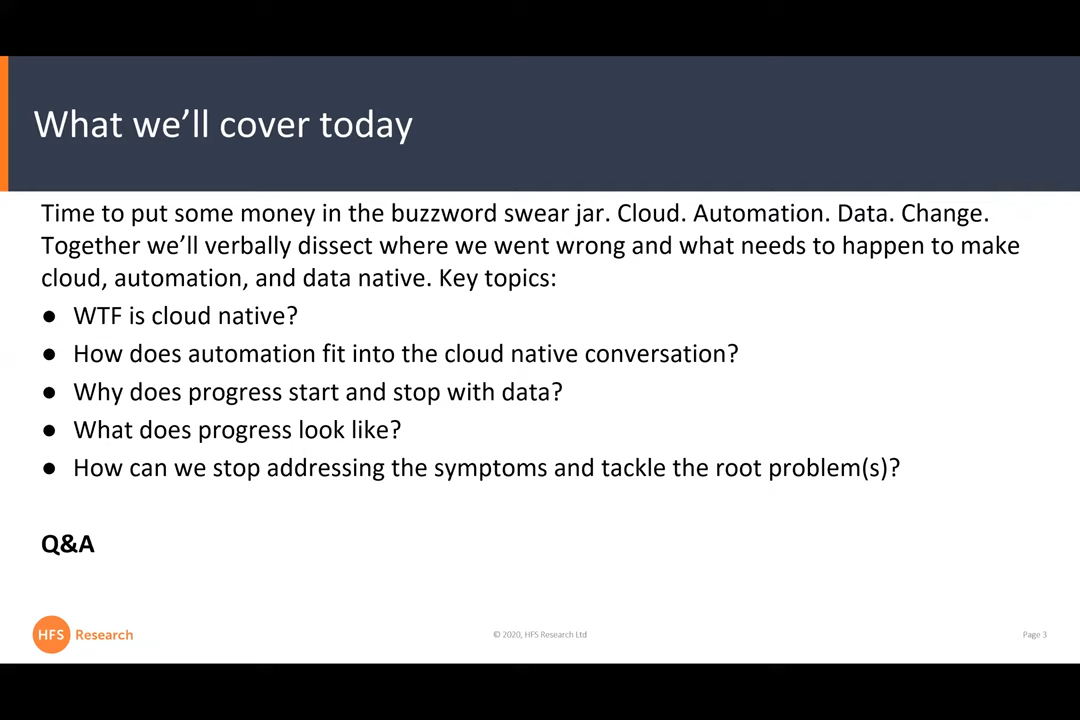 What we’ll cover today
Time to put some money in the buzzword swear jar. Cloud. Automation. Data. Change.
Together we’ll verbally dissect where we went wrong and what needs to happen to make
cloud, automation, and data native. Key topics:
● WTF is cloud native?
● How does automation fit into the cloud native conversation?
● Why does progress start and stop with data?
● What does progress look like?
● How can we stop addressing the symptoms and tackle the root problem(s)?
Q&A
HFS Research
© 2020, HFS Research Ltd
Page 3